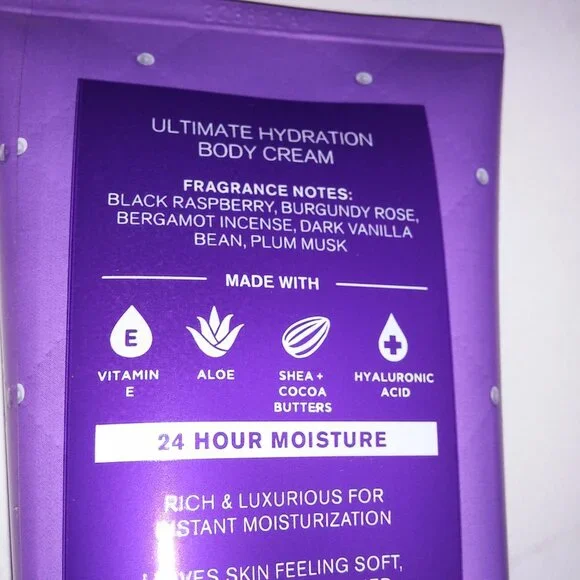 ULTIMATE HYDRATION
BODY CREAM
FRAGRANCE NOTES:
BLACK RASPBERRY, BURGUNDY ROSE,
BERGAMOT INCENSE, DARK VANILLA
BEAN, PLUM MUSK
MADE WITH
E
VITAMIN
E
ALOE
SHEA +
COCOA
BUTTERS
HYALURONIC
ACID
24 HOUR MOISTURE
RICH & LUXURIOUS FOR
INSTANT MOISTURIZATION
SKIN FEELING SOFT,